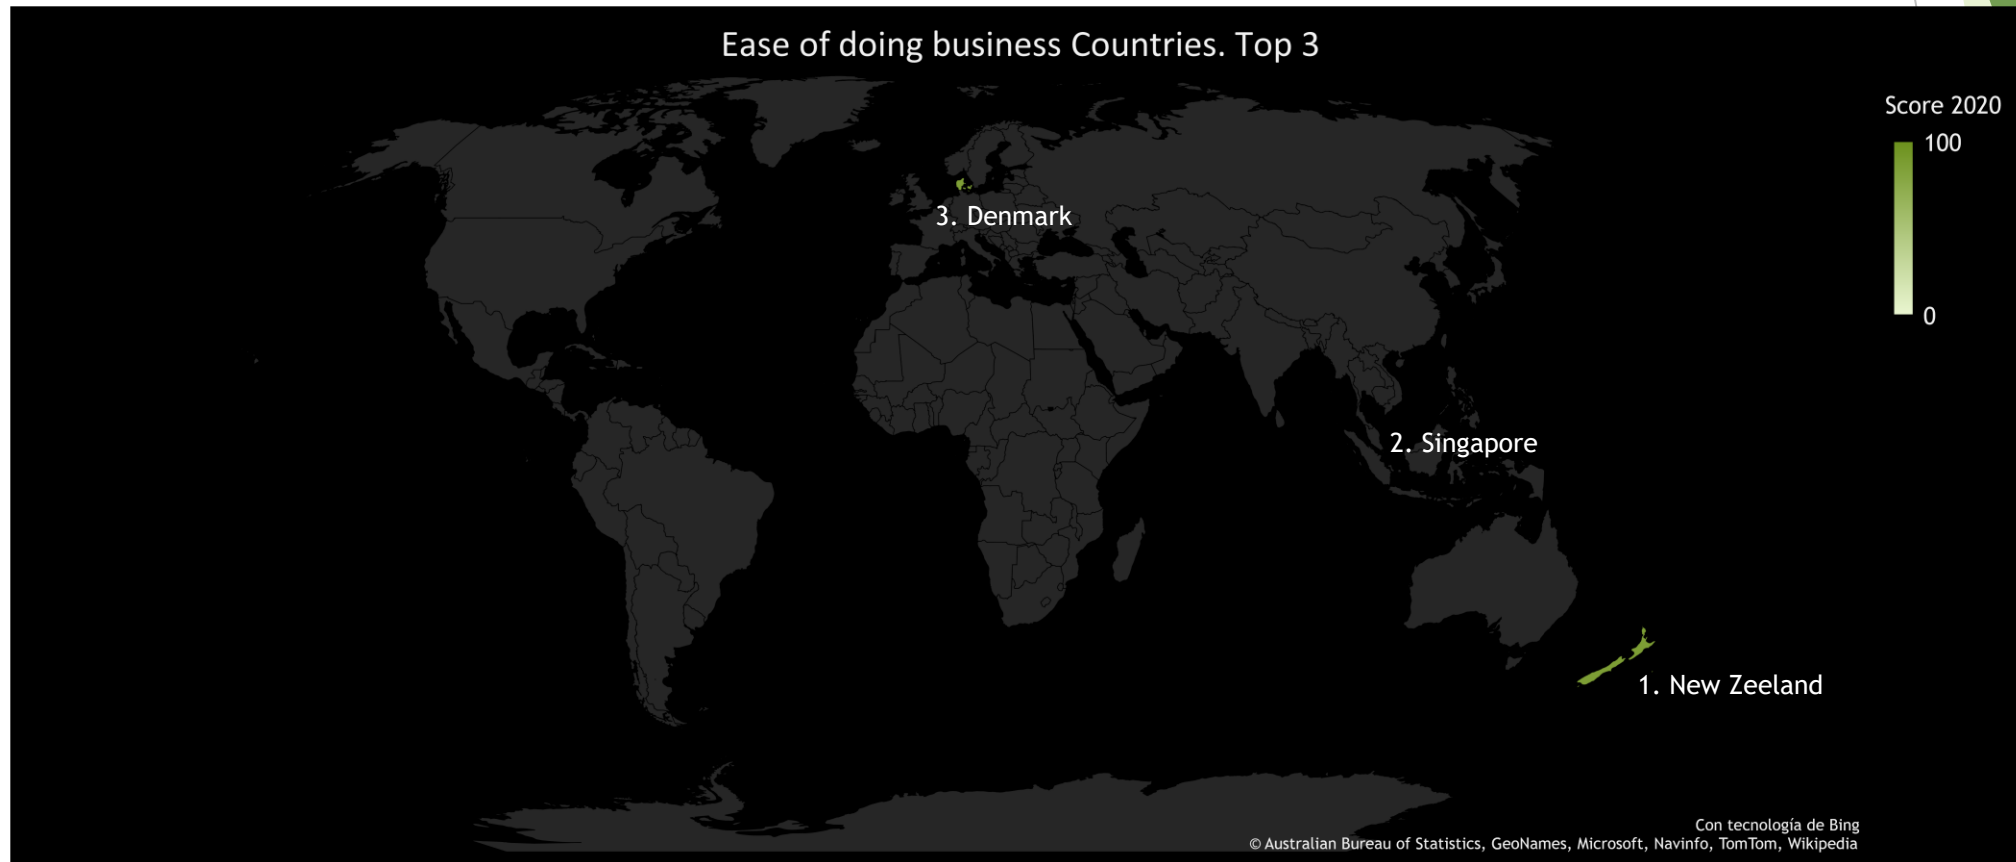 Ease of doing business Countries. Top 3
Score 2020
100
0
3. Denmark
2. Singapore
1. New Zeeland
Con tecnología de Bing
© Australian Bureau of Statistics, GeoNames, Microsoft, Navinfo, TomTom, Wikipedia